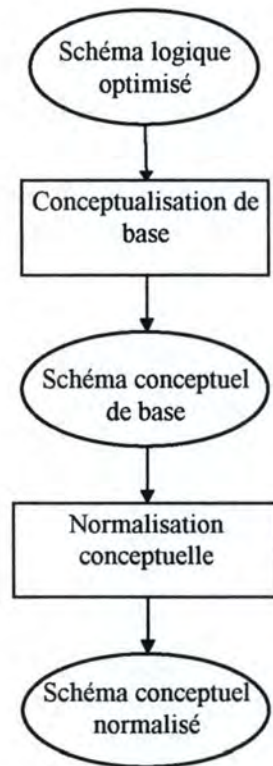 Schéma logique
optimisé
Conceptualisation de
base
Schéma conceptuel
de base
Normalisation
conceptuelle
Schéma conceptuel
normalisé